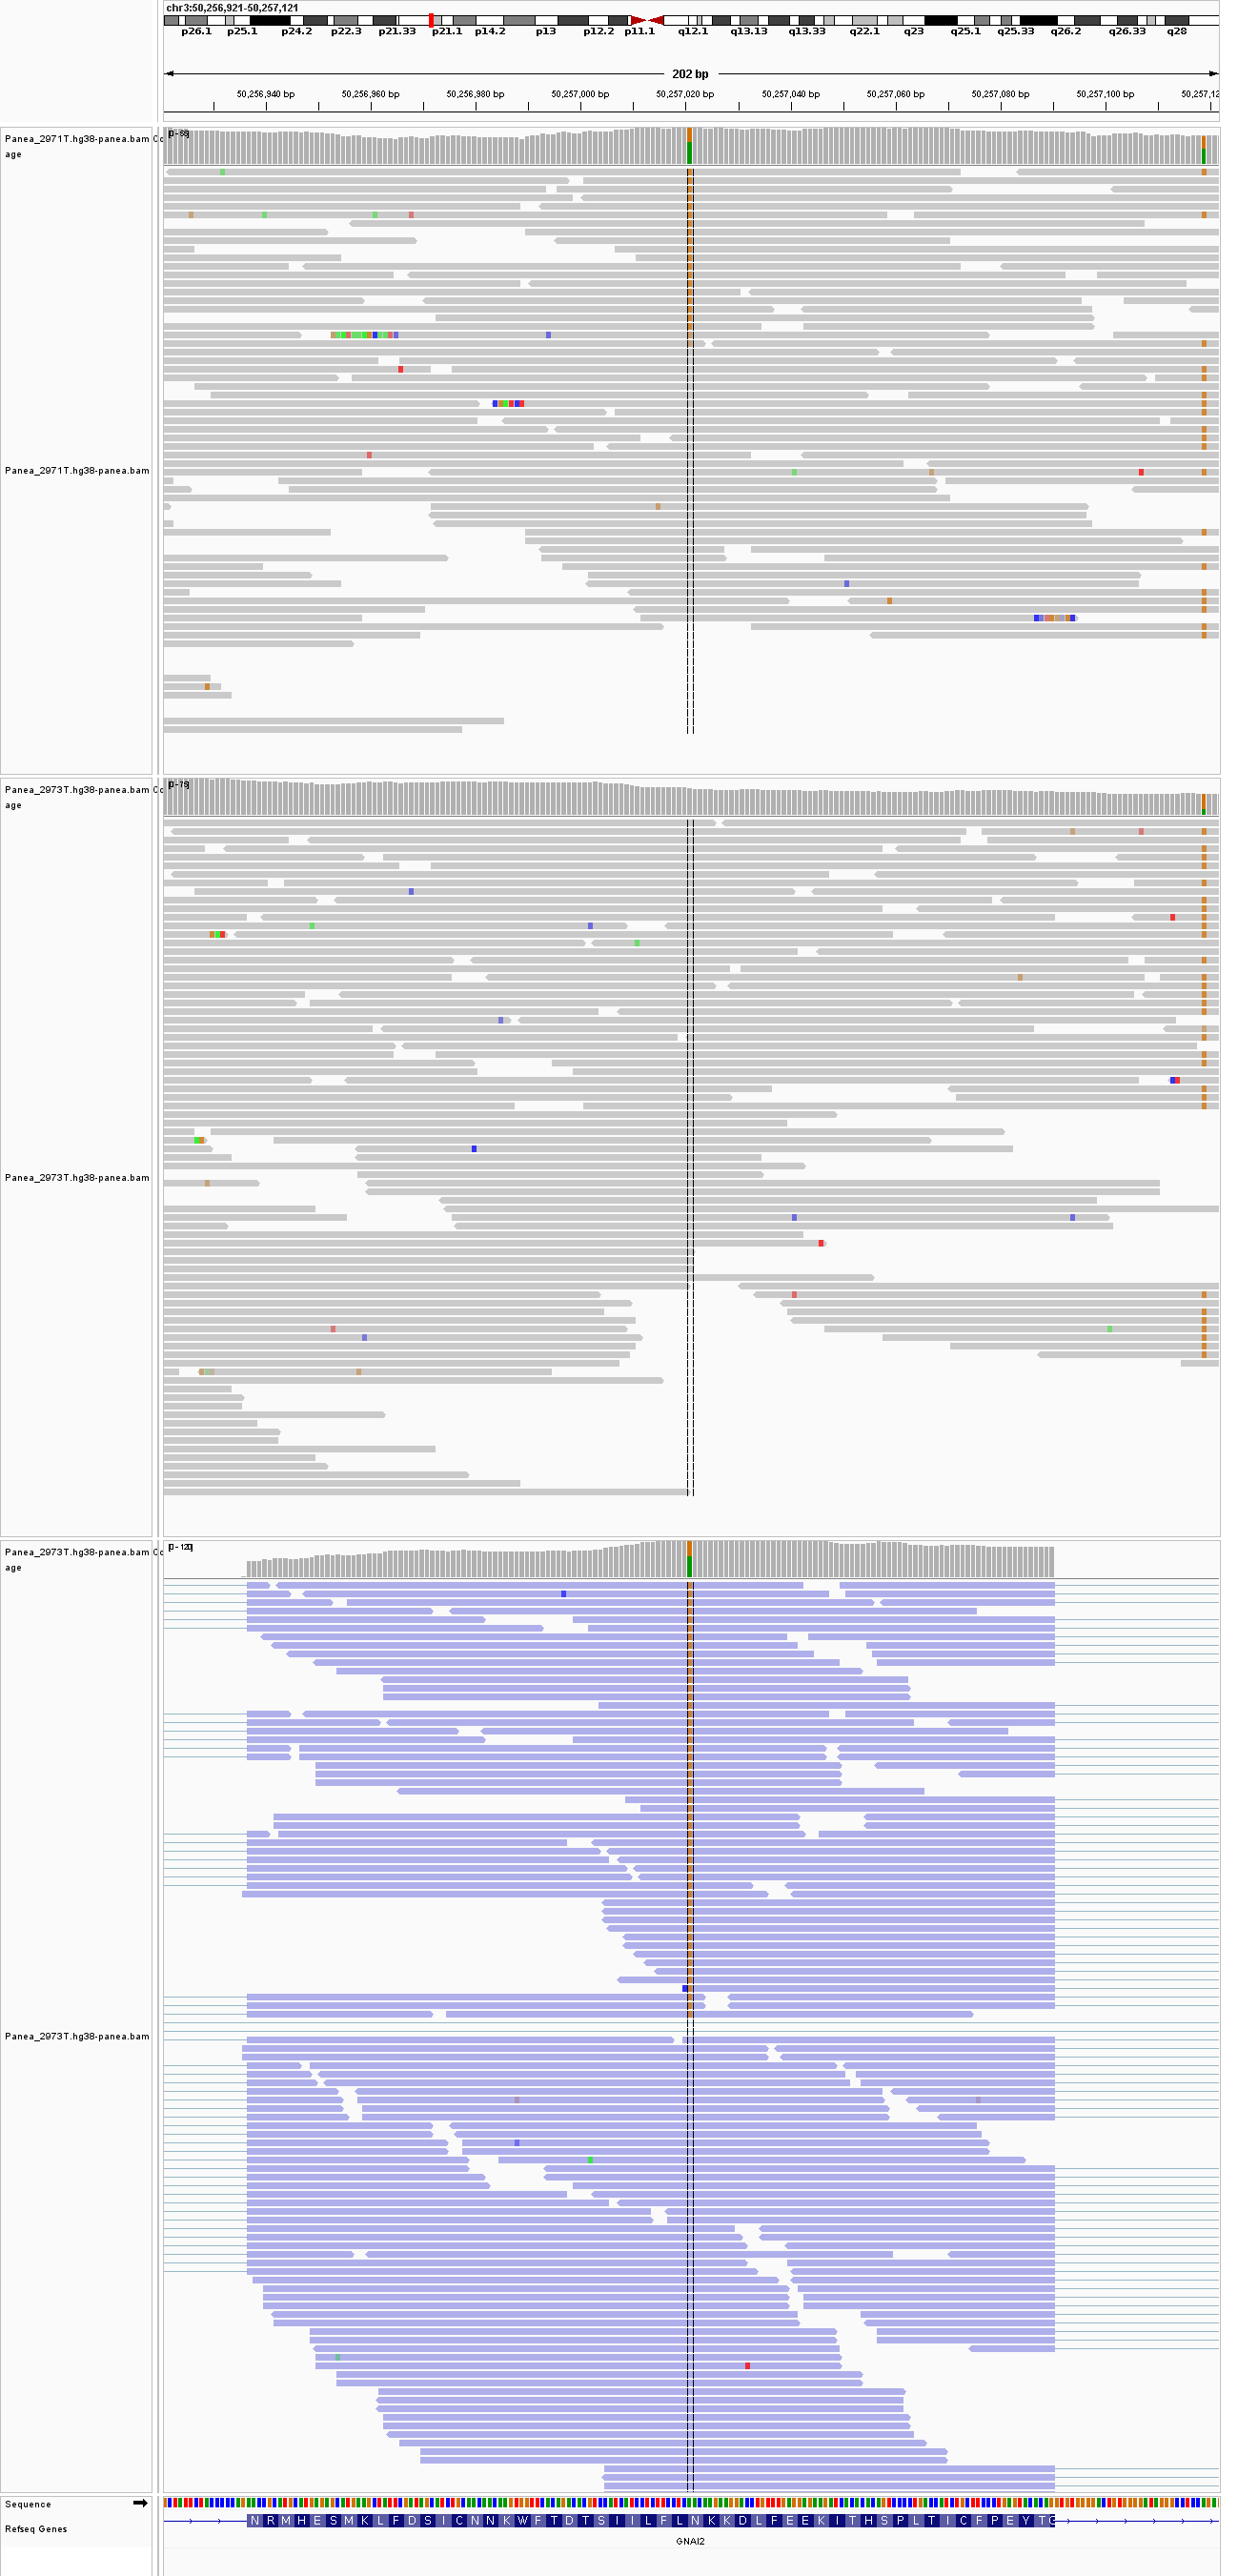 chr3:50,256,921-50,257,121
p26.1 p25.1 p24.2 p22.3 p21.33 p21.1 p14.2 p13 p12.2 p11.1 q12.1 q13.13 q13.33 q22.1 q23 q25.1 q25.33 q26.2 q26.33 q28
202 bp
50,256,940 bp 50,256,960 bp 50,256,980 bp 50,257,000 bp 50,257,020 bp 50,257,040 bp 50,257,060 bp 50,257,080 bp 50,257,100 bp 50,257,12
Panea_2971T.hg38-panea.bam Co
age
Panea_2971T.hg38-panea.bam
Panea_2973T.hg38-panea.bam Co
age
Panea_2973T.hg38-panea.bam
Panea_2973T.hg38-panea.bam Co
age
[0 - 120]
Panea_2973T.hg38-panea.bam
Sequence
Refseq Genes
N R M H E S M K L F D S I C N N K W F T D T S I I L F L N K K D L F E E K I T H S P L T I C F P E Y T G
GNAI2